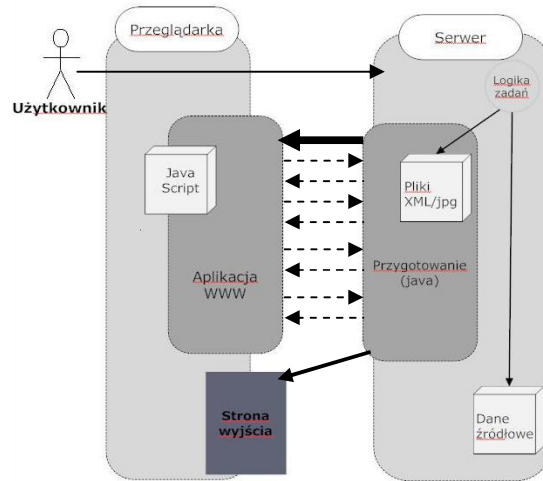 Przeglądarka
Serwer
Użytkownik
Logika
zadań
Java
Script
Pliki
XML/jpg
Aplikacja
WWW
Przygotowanie
(java)
Strona
wyjścia
Dane
źródłowe